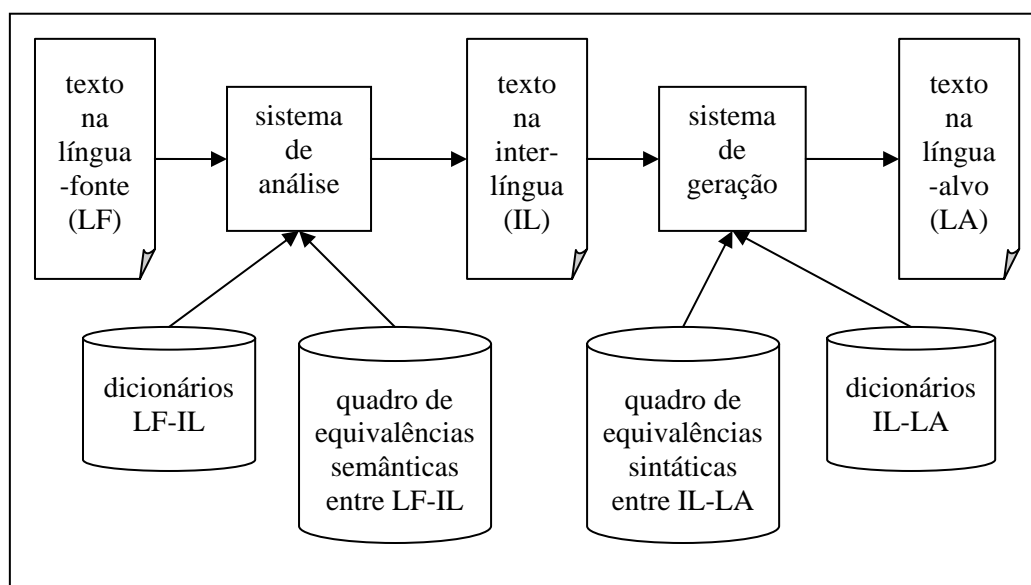 texto
na
língua
-fonte
(LF)
sistema
de
análise
texto
na
inter-
língua
(IL)
sistema
de
geração
texto
na
língua
-alvo
(LA)
dicionários
LF-IL
quadro de
equivalências
semânticas
entre LF-IL
quadro de
equivalências
sintáticas
entre IL-LA
dicionários
IL-LA